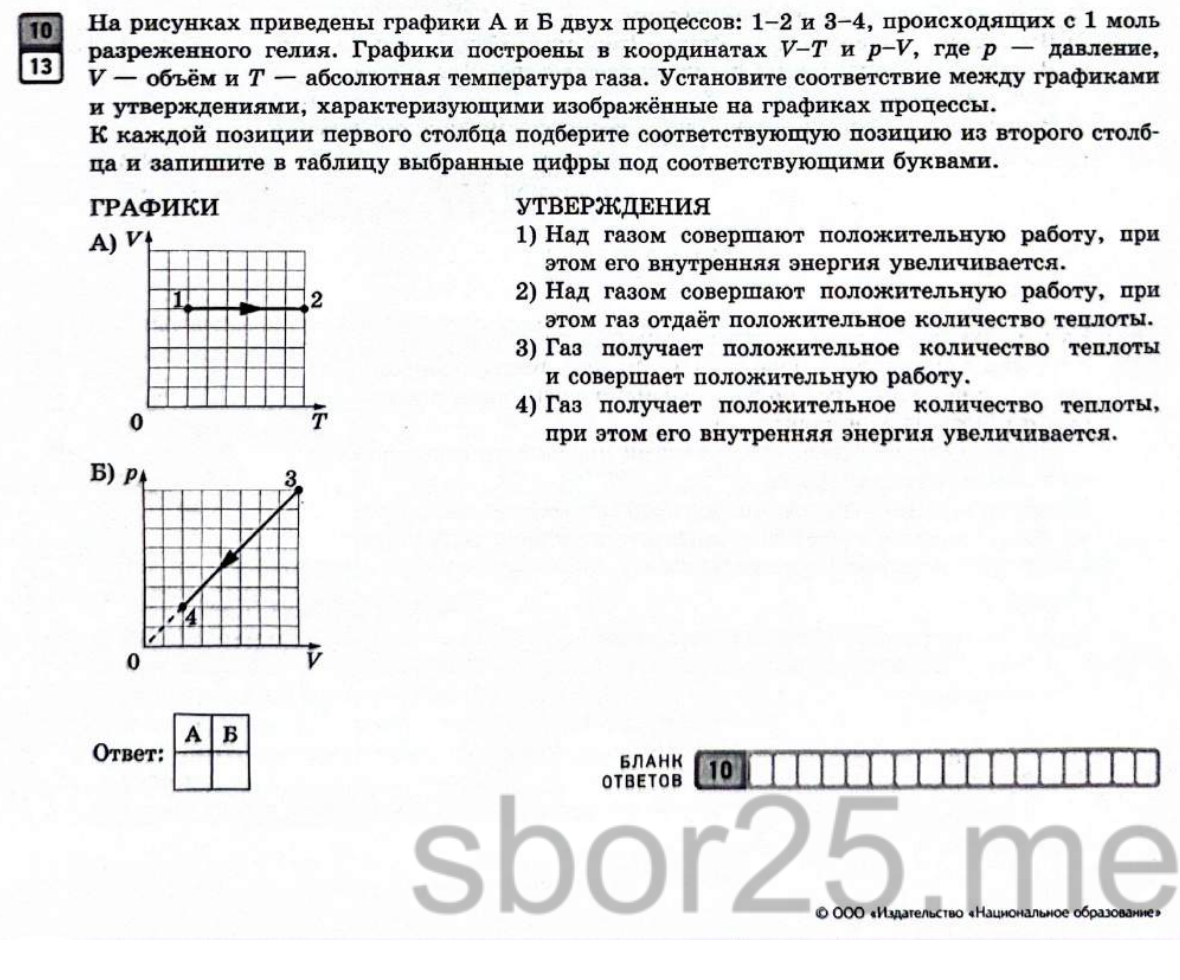 10
13
На рисунках приведены графики А и Б двух процессов: 1–2 и 3–4, происходящих с 1 моль
разреженного гелия. Графики построены в координатах V–T и p–V, где p — давление,
V — объём и T — абсолютная температура газа. Установите соответствие между графиками
и утверждениями, характеризующими изображённые на графиках процессы.
К каждой позиции первого столбца подберите соответствующую позицию из второго столб-
ца и запишите в таблицу выбранные цифры под соответствующими буквами.
ГРАФИКИ
А) V
1
2
0
T
Б) p
3
4
0
V
УТВЕРЖДЕНИЯ
1) Над газом совершают положительную работу, при
этом его внутренняя энергия увеличивается.
2) Над газом совершают положительную работу, при
этом газ отдаёт положительное количество теплоты.
3) Газ получает положительное количество теплоты
и совершает положительную работу.
4) Газ получает положительное количество теплоты,
при этом его внутренняя энергия увеличивается.
Ответ:
А Б
БЛАНК
ОТВЕТОВ
10
sbor25.me
© ООО «Издательство «Национальное образование»